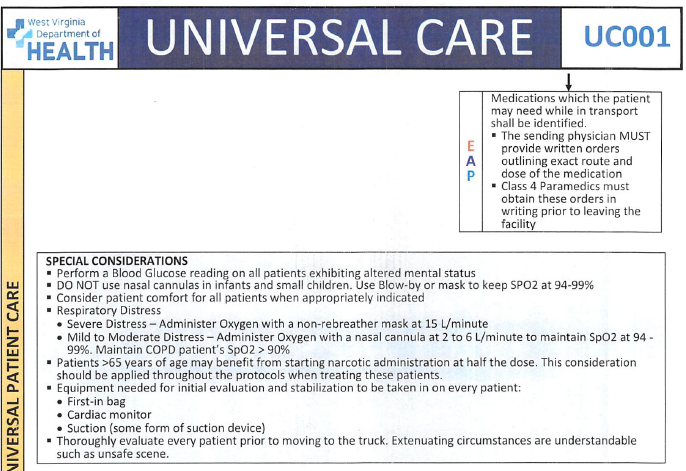 West Virginia
Department of
HEALTH
UNIVERSAL CARE
UC001
Medications which the patient
may need while in transport
shall be identified.
▪ The sending physician MUST
provide written orders
outlining exact route and
dose of the medication
▪ Class 4 Paramedics must
obtain these orders in
writing prior to leaving the
facility
E
A
P
SPECIAL CONSIDERATIONS
▪ Perform a Blood Glucose reading on all patients exhibiting altered mental status
▪ DO NOT use nasal cannulas in infants and small children. Use Blow-by or mask to keep SPO2 at 94-99%
▪ Consider patient comfort for all patients when appropriately indicated
▪ Respiratory Distress
• Severe Distress – Administer Oxygen with a non-rebreather mask at 15 L/minute
• Mild to Moderate Distress – Administer Oxygen with a nasal cannula at 2 to 6 L/minute to maintain SpO2 at 94 -
99%. Maintain COPD patient's SpO2 > 90%
▪ Patients >65 years of age may benefit from starting narcotic administration at half the dose. This consideration
should be applied throughout the protocols when treating these patients.
▪ Equipment needed for initial evaluation and stabilization to be taken in on every patient:
• First-in bag
• Cardiac monitor
• Suction (some form of suction device)
▪ Thoroughly evaluate every patient prior to moving to the truck. Extenuating circumstances are understandable
such as unsafe scene.
NIVERSAL PATIENT CARE